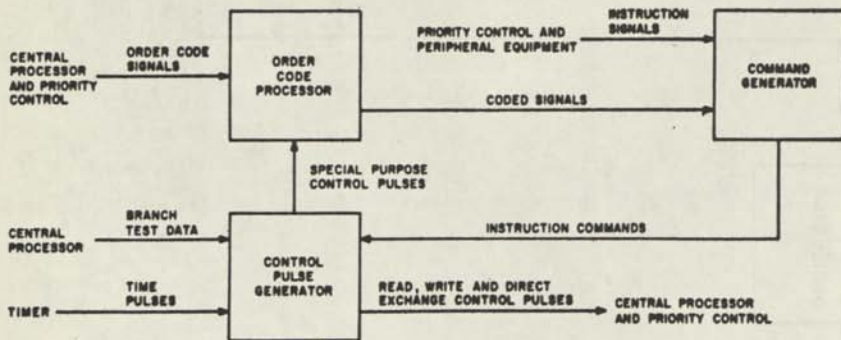 CENTRAL
PROCESSOR
AND PRIORITY
CONTROL
ORDER CODE
SIGNALS
ORDER
CODE
PROCESSOR
PRIORITY CONTROL AND
PERIPHERAL EQUIPMENT
INSTRUCTION
SIGNALS
COMMAND
GENERATOR
CODED SIGNALS
SPECIAL PURPOSE
CONTROL PULSES
CENTRAL
PROCESSOR
BRANCH
TEST DATA
INSTRUCTION COMMANDS
CONTROL
PULSE
GENERATOR
TIMER
TIME
PULSES
READ, WRITE AND DIRECT
EXCHANGE CONTROL PULSES
CENTRAL PROCESSOR
AND PRIORITY CONTROL